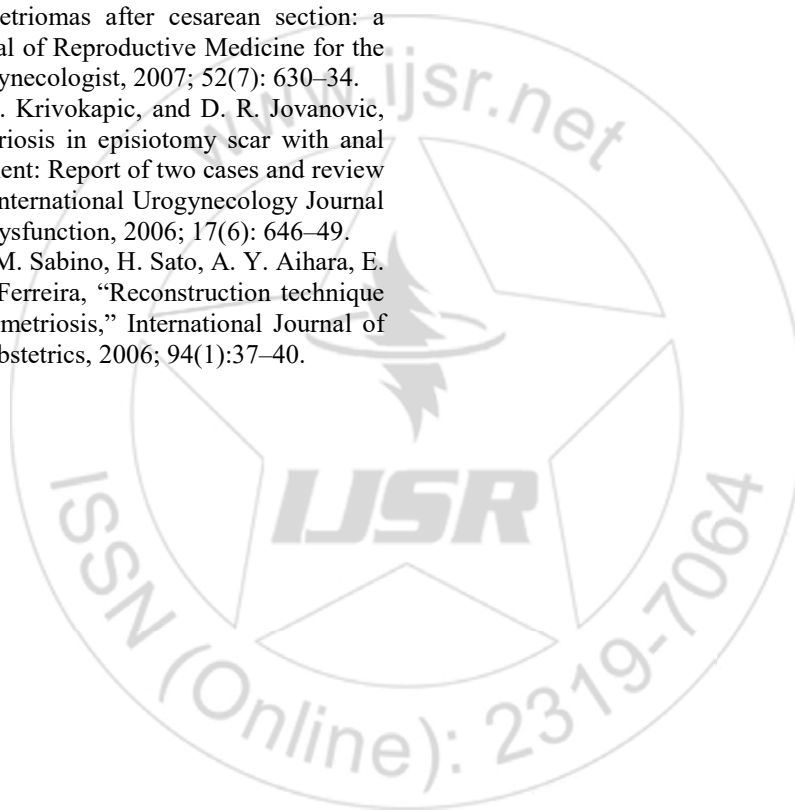 etriomas after cesarean section: a
al of Reproductive Medicine for the
ynecologist, 2007; 52(7): 630–34.
. Krivokapic, and D. R. Jovanovic,
riosis in episiotomy scar with anal
ent: Report of two cases and review
nternational Urogynecology Journal
ysfunction, 2006; 17(6): 646–49.
M. Sabino, H. Sato, A. Y. Aihara, E.
Ferreira, “Reconstruction technique
metriosis,” International Journal of
bstetrics, 2006; 94(1):37–40.
www.ijsr.net
IJSR
ISSN (Online): 2319-7064